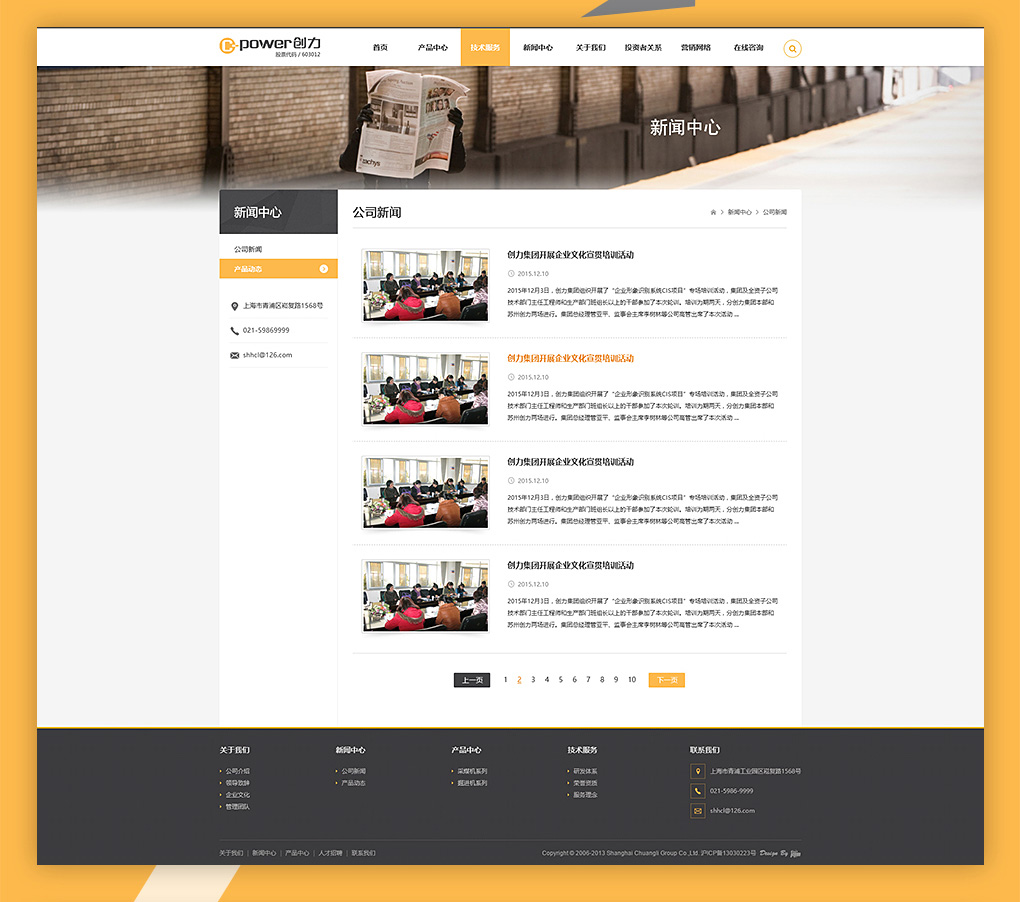 power创力
股票代码 / 603012
首页 产品中心 技术服务 新闻中心 关于我们 投资者关系 营销网络 在线咨询
新闻中心
新闻中心
公司新闻
产品动态
上海市青浦区崧复路1568号
021-59869999
shhcl@126.com
公司新闻
新闻中心 > 公司新闻
创力集团开展企业文化宣贯培训活动
2015.12.10
2015年12月3日，创力集团组织开展了“企业形象识别系统CIS项目”专场培训活动，集团及全资子公司
技术部门主任工程师和生产部门班组长以上的干部参加了本次轮训。培训为期两天，分创力集团本部和
苏州创力两场进行。集团总经理管亚平、监事会主席李树林等公司高管出席了本次活动 ...
创力集团开展企业文化宣贯培训活动
2015.12.10
2015年12月3日，创力集团组织开展了“企业形象识别系统CIS项目”专场培训活动，集团及全资子公司
技术部门主任工程师和生产部门班组长以上的干部参加了本次轮训。培训为期两天，分创力集团本部和
苏州创力两场进行。集团总经理管亚平、监事会主席李树林等公司高管出席了本次活动 ...
创力集团开展企业文化宣贯培训活动
2015.12.10
2015年12月3日，创力集团组织开展了“企业形象识别系统CIS项目”专场培训活动，集团及全资子公司
技术部门主任工程师和生产部门班组长以上的干部参加了本次轮训。培训为期两天，分创力集团本部和
苏州创力两场进行。集团总经理管亚平、监事会主席李树林等公司高管出席了本次活动 ...
创力集团开展企业文化宣贯培训活动
2015.12.10
2015年12月3日，创力集团组织开展了“企业形象识别系统CIS项目”专场培训活动，集团及全资子公司
技术部门主任工程师和生产部门班组长以上的干部参加了本次轮训。培训为期两天，分创力集团本部和
苏州创力两场进行。集团总经理管亚平、监事会主席李树林等公司高管出席了本次活动 ...
上一页 1 2 3 4 5 6 7 8 9 10 下一页
关于我们
公司介绍
领导致辞
企业文化
管理团队
新闻中心
公司新闻
产品动态
产品中心
采煤机系列
掘进机系列
技术服务
研发体系
荣誉资质
服务理念
联系我们
上海市青浦工业园区崧复路1568号
021-5986-9999
shhcl@126.com
关于我们 | 新闻中心 | 产品中心 | 人才招聘 | 联系我们
Copyright © 2006-2013 Shanghai Chuangli Group Co.,Ltd. 沪ICP备13030223号 Design By